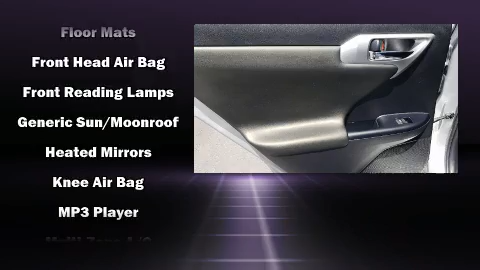 Floor Mats
Front Head Air Bag
Front Reading Lamps
Generic Sun/Moonroof
Heated Mirrors
Knee Air Bag
MP3 Player